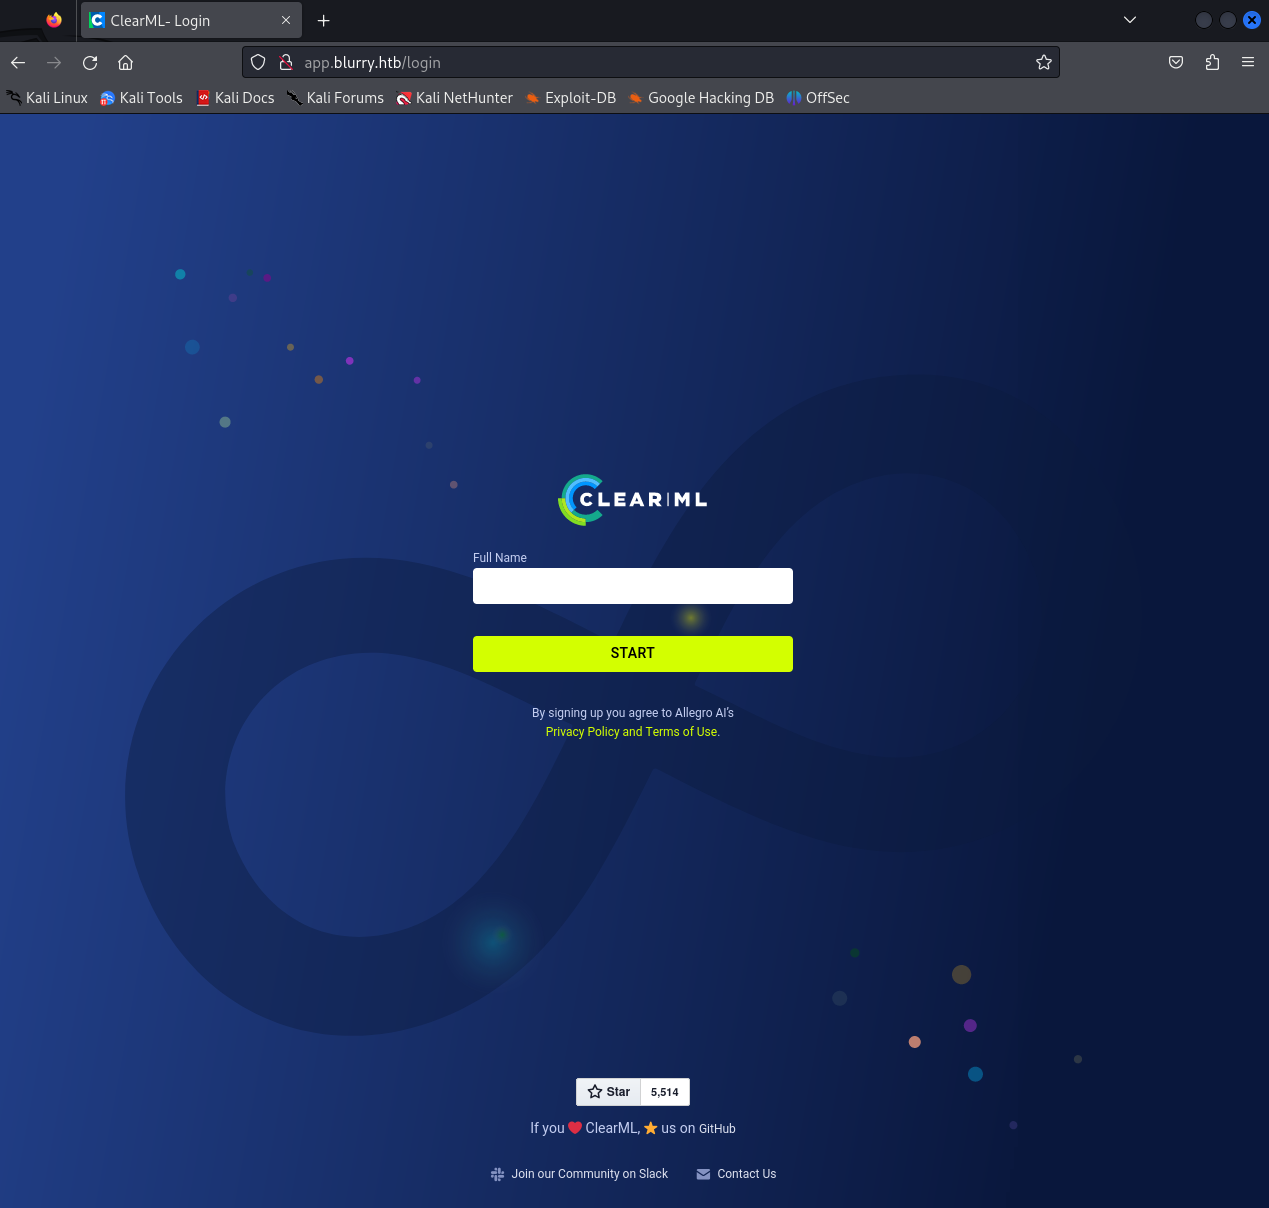 ClearML- Login
app.blurry.htb/login
Kali Linux Kali Tools Kali Docs Kali Forums Kali NetHunter Exploit-DB Google Hacking DB OffSec
CLEAR|ML
Full Name
START
By signing up you agree to Allegro AI's
Privacy Policy and Terms of Use.
Star 5,514
If you ❤️ ClearML, ⭐ us on GitHub
Join our Community on Slack Contact Us